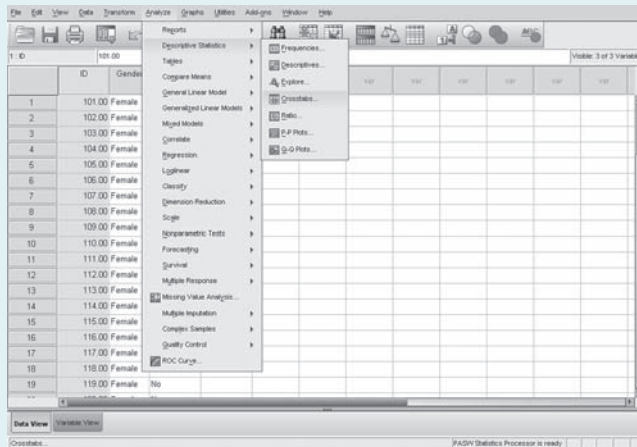 File Edit View Data Transform Analyze Graphs Utilities Add-ons Window Help
1 : ID 101.00 Visible: 3 of 3 Variabl
ID Gender var var var var var
Reports
Descriptive Statistics
Tables
Compare Means
General Linear Model
Generalized Linear Models
Mixed Models
Correlate
Regression
Loglinear
Classify
Dimension Reduction
Scale
Nonparametric Tests
Forecasting
Survival
Multiple Response
Missing Value Analysis...
Multiple Imputation
Complex Samples
Quality Control
ROC Curve...
Frequencies...
Descriptives...
Explore...
Crosstabs...
Ratio...
P-P Plots...
Q-Q Plots...
1 101.00 Female
2 102.00 Female
3 103.00 Female
4 104.00 Female
5 105.00 Female
6 106.00 Female
7 107.00 Female
8 108.00 Female
9 109.00 Female
10 110.00 Female
11 111.00 Female
12 112.00 Female
13 113.00 Female
14 114.00 Female
15 115.00 Female
16 116.00 Female
17 117.00 Female
18 118.00 Female
19 119.00 Female No
Data View Variable View
Crosstabs... PASW Statistics Processor is ready